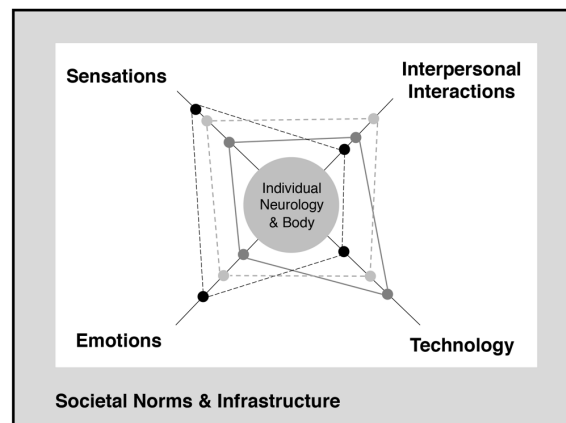 Sensations
Interpersonal
Interactions
Individual
Neurology
& Body
Emotions
Technology
Societal Norms & Infrastructure